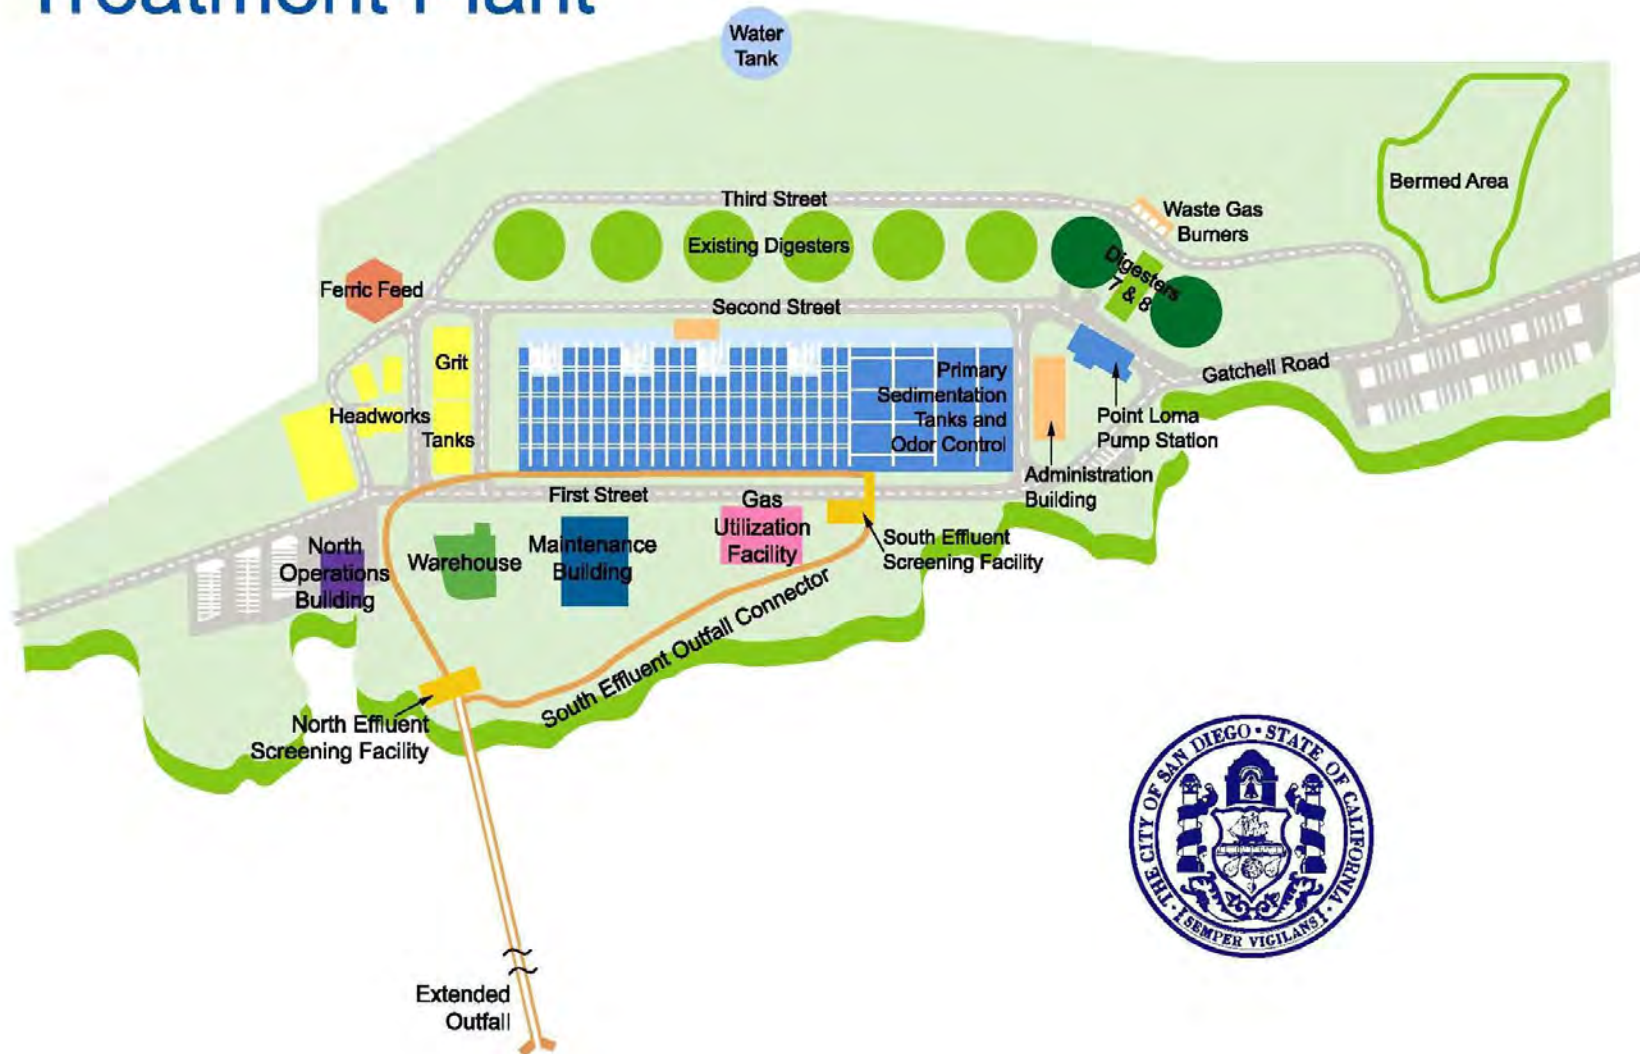 Treatment Plant
Water
Tank
Bermed Area
Third Street
Waste Gas
Burners
Existing Digesters
Digesters
7 & 8
Ferric Feed
Second Street
Grit
Tanks
Headworks
Primary
Sedimentation
Tanks and
Odor Control
Gatchell Road
Point Loma
Pump Station
Administration
Building
First Street
Gas
Utilization
Facility
North
Operations
Building
Warehouse
Maintenance
Building
South Effluent
Screening Facility
South Effluent Outfall Connector
North Effluent
Screening Facility
THE CITY OF SAN DIEGO • STATE OF CALIFORNIA
SEMPER VIGILANS
Extended
Outfall